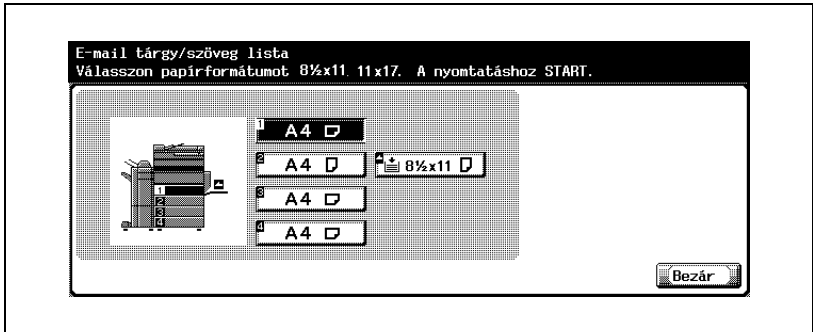 E-mail tárgy/szöveg lista
Válasszon papírformátumot 8½x11, 11x17. A nyomtatáshoz START.
1 A4
2 A4 8½x11
3 A4
4 A4
1
2
3
4
Bezár